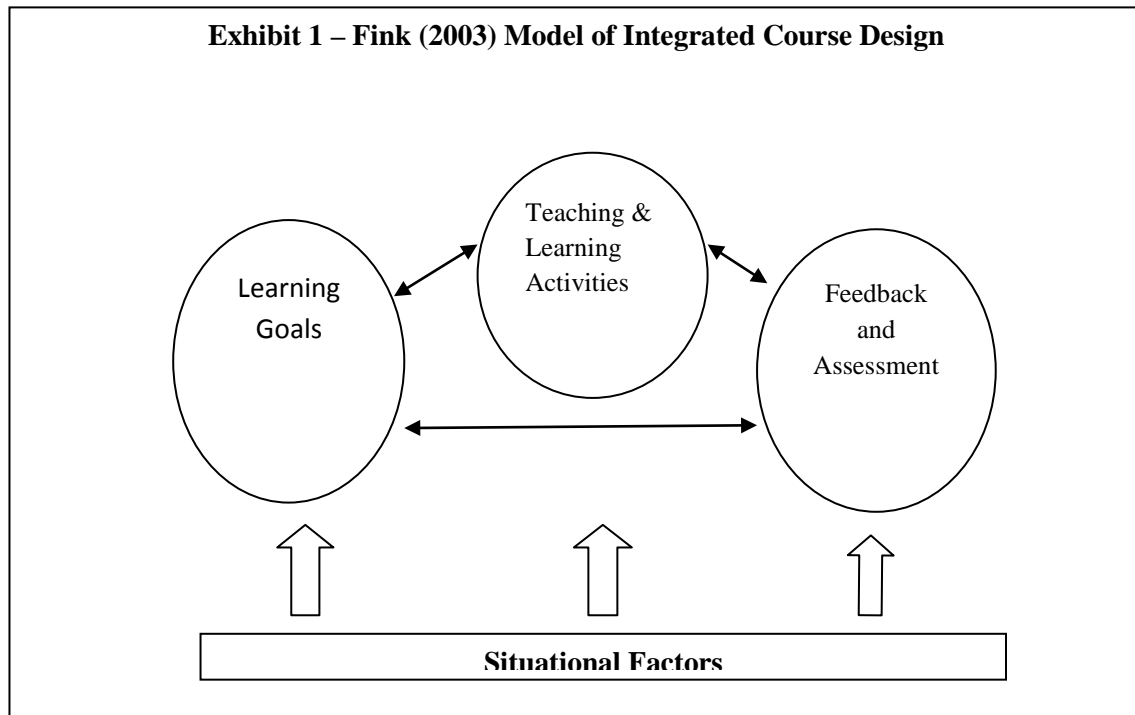 Exhibit 1 – Fink (2003) Model of Integrated Course Design
Teaching &
Learning
Activities
Learning
Goals
Feedback
and
Assessment
Situational Factors